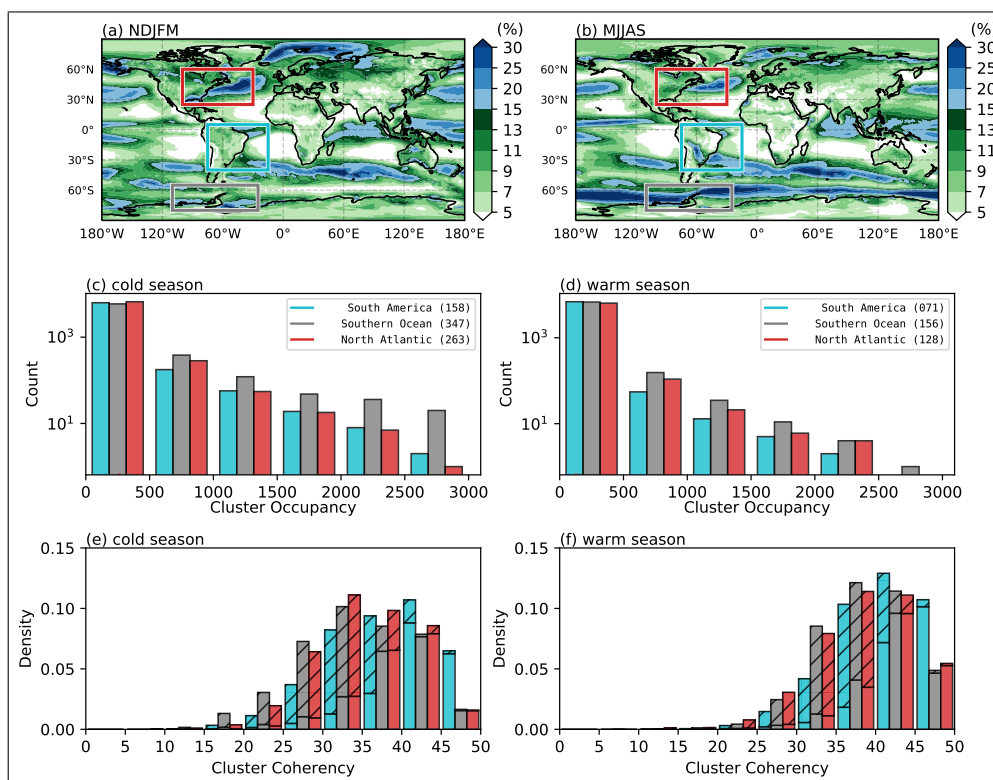 (a) NDJFM
(%)
(b) MJJAS
(%)
60°N
30°N
0°
30°S
60°S
180°W 120°W 60°W 0° 60°E 120°E 180°E
30
25
20
15
13
11
9
7
5
60°N
30°N
0°
30°S
60°S
180°W 120°W 60°W 0° 60°E 120°E 180°E
30
25
20
15
13
11
9
7
5
(c) cold season
South America (158)
Southern Ocean (347)
North Atlantic (263)
Count
10³
10¹
0 500 1000 1500 2000 2500 3000
Cluster Occupancy
(d) warm season
South America (071)
Southern Ocean (156)
North Atlantic (128)
Count
10³
10¹
0 500 1000 1500 2000 2500 3000
Cluster Occupancy
(e) cold season
Density
0.15
0.10
0.05
0.00
0 5 10 15 20 25 30 35 40 45 50
Cluster Coherency
(f) warm season
Density
0.15
0.10
0.05
0.00
0 5 10 15 20 25 30 35 40 45 50
Cluster Coherency